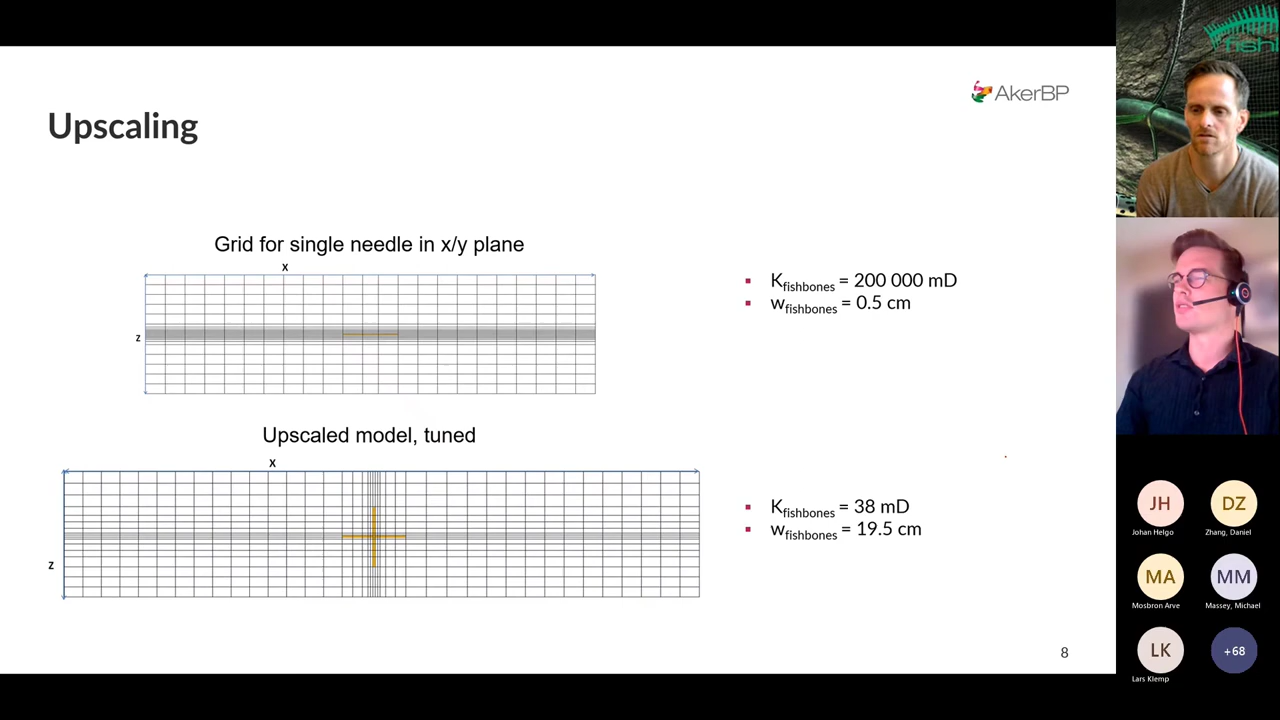 AkerBP
Upscaling
Grid for single needle in x/y plane
X
Z
Kfishbones = 200 000 mD
wfishbones = 0.5 cm
Upscaled model, tuned
X
Z
Kfishbones = 38 mD
wfishbones = 19.5 cm
8
JH
Johan Helgo
DZ
Zhang, Daniel
MA
Mosbron Arve
MM
Massey, Michael
LK
Lars Klemp
+68